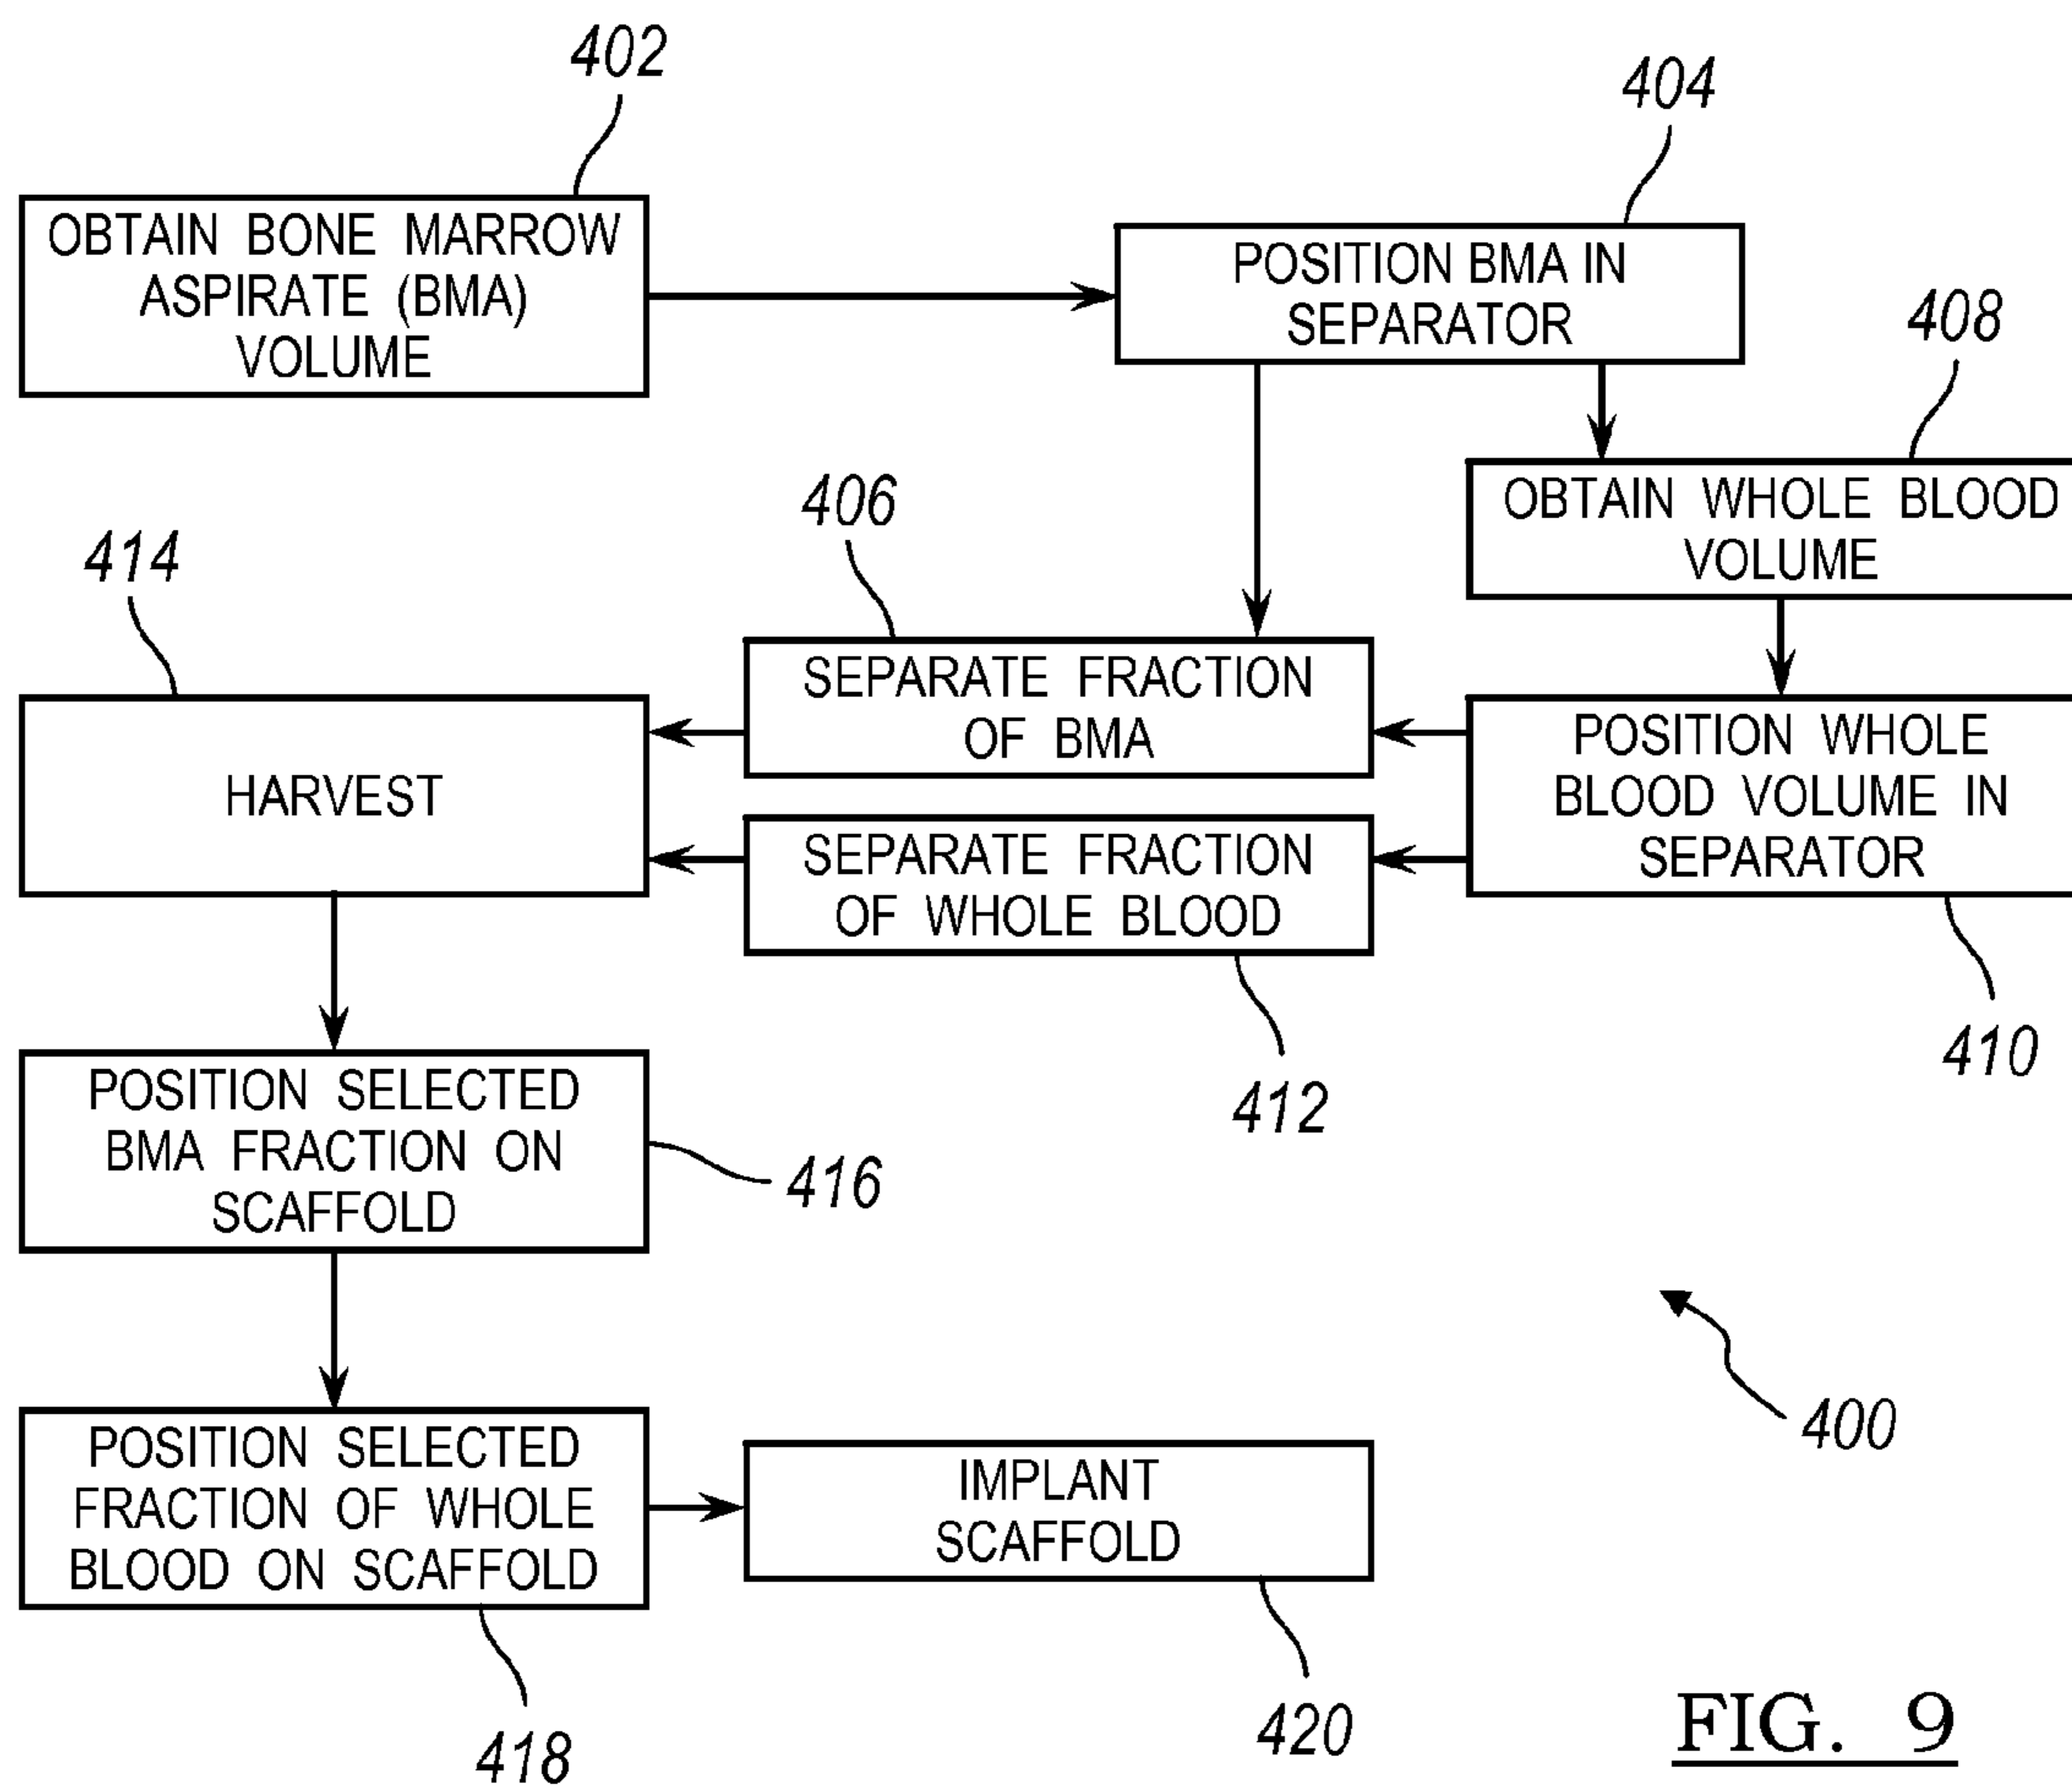 402
OBTAIN BONE MARROW
ASPIRATE (BMA)
VOLUME
404
POSITION BMA IN
SEPARATOR
408
OBTAIN WHOLE BLOOD
VOLUME
406
SEPARATE FRACTION
OF BMA
414
HARVEST
POSITION WHOLE
BLOOD VOLUME IN
SEPARATOR
410
SEPARATE FRACTION
OF WHOLE BLOOD
412
POSITION SELECTED
BMA FRACTION ON
SCAFFOLD
416
POSITION SELECTED
FRACTION OF WHOLE
BLOOD ON SCAFFOLD
418
IMPLANT
SCAFFOLD
420
400
FIG. 9